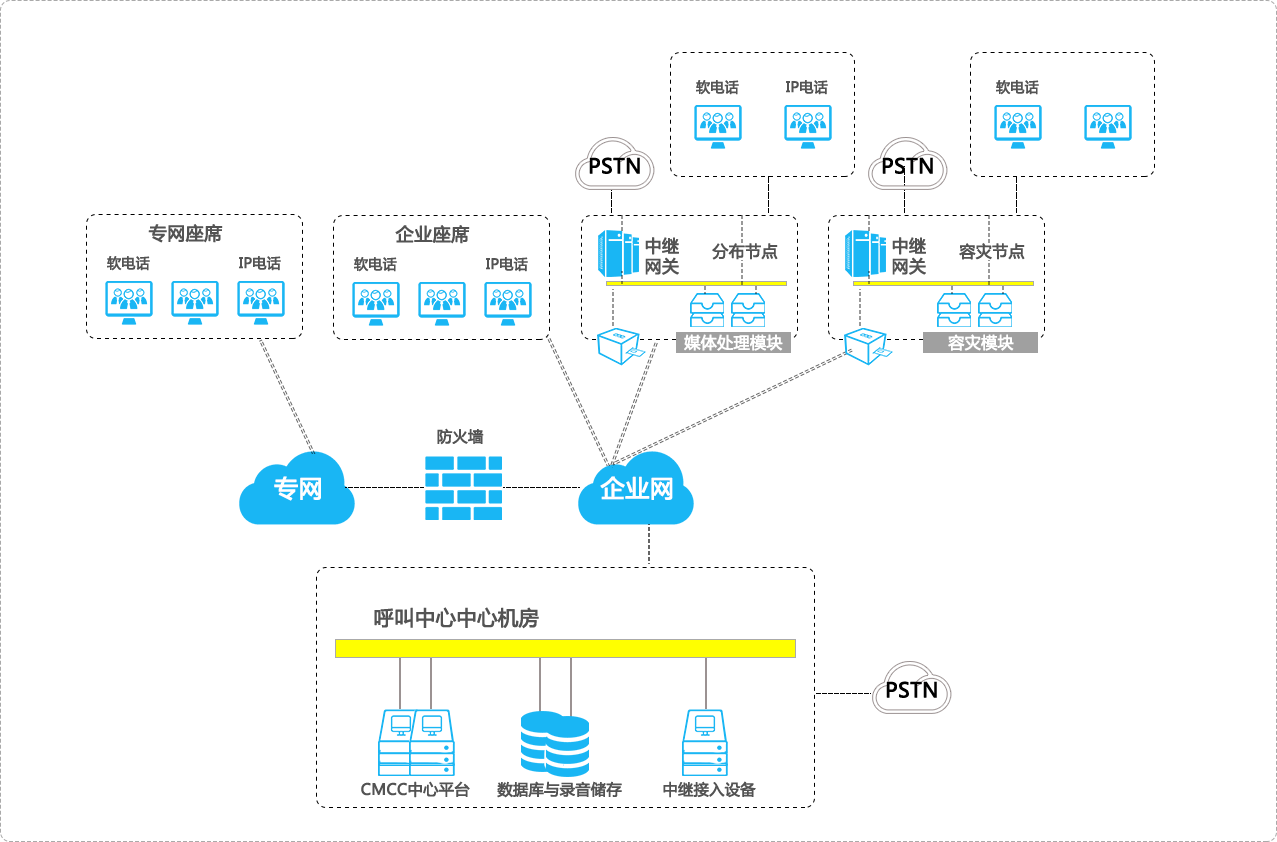 软电话
IP电话
软电话
PSTN
PSTN
专网座席
企业座席
软电话
IP电话
软电话
IP电话
中继
网关
分布节点
中继
网关
容灾节点
媒体处理模块
容灾模块
防火墙
专网
企业网
呼叫中心中心机房
PSTN
CMCC中心平台
数据库与录音储存
中继接入设备